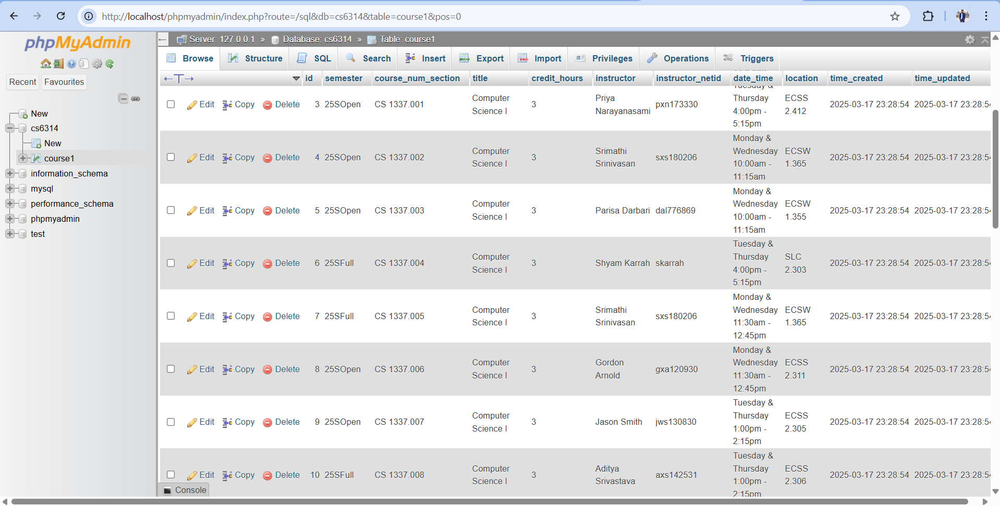 http://localhost/phpmyadmin/index.php?route=/sql&db=cs6314&table=course1&pos=0
phpMyAdmin
Recent Favourites
New
cs6314
New
course1
information_schema
mysql
performance_schema
phpmyadmin
test
Server: 127.0.0.1 » Database: cs6314 » Table: course1
Browse Structure SQL Search Insert Export Import Privileges Operations Triggers
←T→ id semester course_num_section title credit_hours instructor instructor_netid date_time location time_created time_updated
Edit Copy Delete 3 25SOpen CS 1337.001 Computer Science I 3 Priya Narayanasami pxn173330 Tuesday & Thursday 4:00pm - 5:15pm ECSS 2.412 2025-03-17 23:28:54 2025-03-17 23:28:54
Edit Copy Delete 4 25SOpen CS 1337.002 Computer Science I 3 Srimathi Srinivasan sxs180206 Monday & Wednesday 10:00am - 11:15am ECSW 1.365 2025-03-17 23:28:54 2025-03-17 23:28:54
Edit Copy Delete 5 25SOpen CS 1337.003 Computer Science I 3 Parisa Darbari dal776869 Monday & Wednesday 10:00am - 11:15am ECSW 1.355 2025-03-17 23:28:54 2025-03-17 23:28:54
Edit Copy Delete 6 25SFull CS 1337.004 Computer Science I 3 Shyam Karrah skarrah Tuesday & Thursday 4:00pm - 5:15pm SLC 2.303 2025-03-17 23:28:54 2025-03-17 23:28:54
Edit Copy Delete 7 25SFull CS 1337.005 Computer Science I 3 Srimathi Srinivasan sxs180206 Monday & Wednesday 11:30am - 12:45pm ECSW 1.365 2025-03-17 23:28:54 2025-03-17 23:28:54
Edit Copy Delete 8 25SOpen CS 1337.006 Computer Science I 3 Gordon Arnold gxa120930 Monday & Wednesday 11:30am - 12:45pm ECSS 2.311 2025-03-17 23:28:54 2025-03-17 23:28:54
Edit Copy Delete 9 25SOpen CS 1337.007 Computer Science I 3 Jason Smith jws130830 Tuesday & Thursday 1:00pm - 2:15pm ECSS 2.305 2025-03-17 23:28:54 2025-03-17 23:28:54
Edit Copy Delete 10 25SFull CS 1337.008 Computer Science I 3 Aditya Srivastava axs142531 Tuesday & Thursday 1:00pm - 2:15pm ECSS 2.306 2025-03-17 23:28:54 2025-03-17 23:28:54
Console